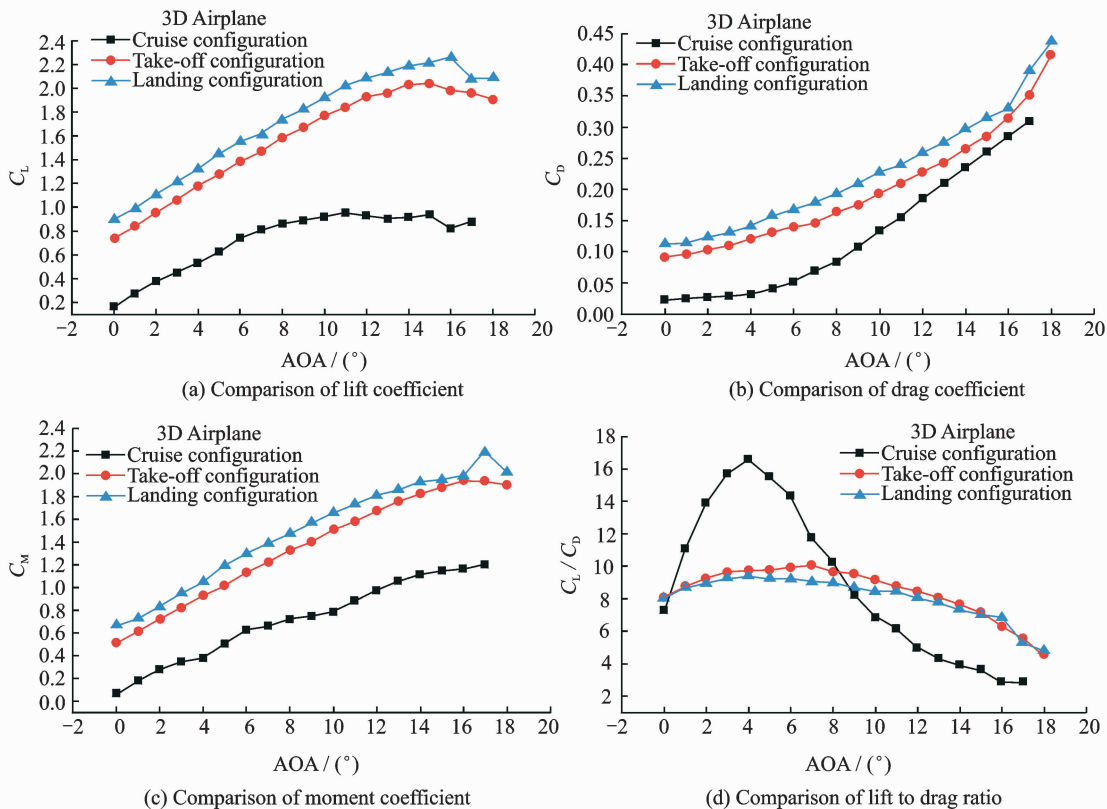 3D Airplane
Cruise configuration
Take-off configuration
Landing configuration
2.4
2.2
2.0
1.8
1.6
1.4
1.2
1.0
0.8
0.6
0.4
0.2
C_L
−2 0 2 4 6 8 10 12 14 16 18 20
AOA / (°)
(a) Comparison of lift coefficient
3D Airplane
Cruise configuration
Take-off configuration
Landing configuration
0.45
0.40
0.35
0.30
0.25
0.20
0.15
0.10
0.05
0.00
C_D
−2 0 2 4 6 8 10 12 14 16 18 20
AOA / (°)
(b) Comparison of drag coefficient
3D Airplane
Cruise configuration
Take-off configuration
Landing configuration
2.4
2.2
2.0
1.8
1.6
1.4
1.2
1.0
0.8
0.6
0.4
0.2
0.0
C_M
−2 0 2 4 6 8 10 12 14 16 18 20
AOA / (°)
(c) Comparison of moment coefficient
3D Airplane
Cruise configuration
Take-off configuration
Landing configuration
18
16
14
12
10
8
6
4
2
C_L / C_D
−2 0 2 4 6 8 10 12 14 16 18 20
AOA / (°)
(d) Comparison of lift to drag ratio